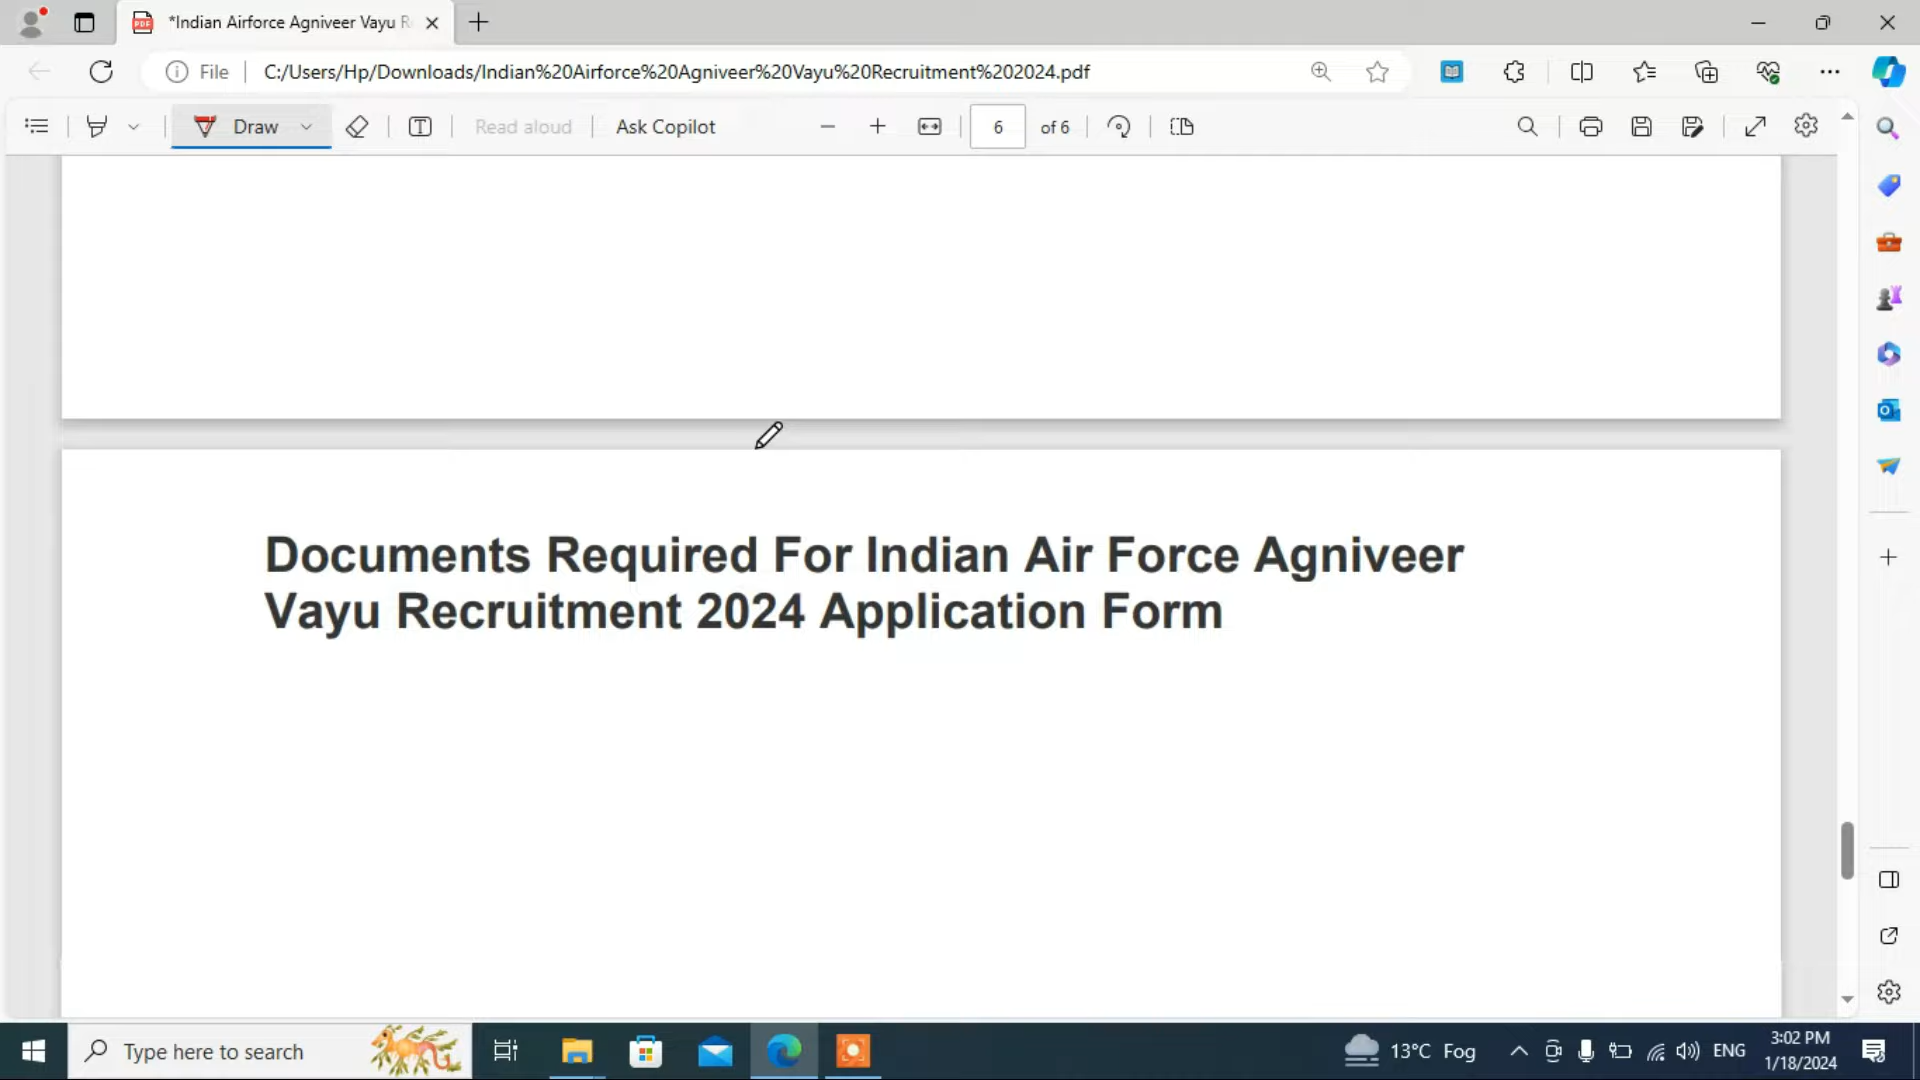 *Indian Airforce Agniveer Vayu R
File
C:/Users/Hp/Downloads/Indian%20Airforce%20Agniveer%20Vayu%20Recruitment%202024.pdf
Draw
Read aloud
Ask Copilot
6
of 6
Documents Required For Indian Air Force Agniveer
Vayu Recruitment 2024 Application Form
Type here to search
13°C Fog
ENG
3:02 PM
1/18/2024